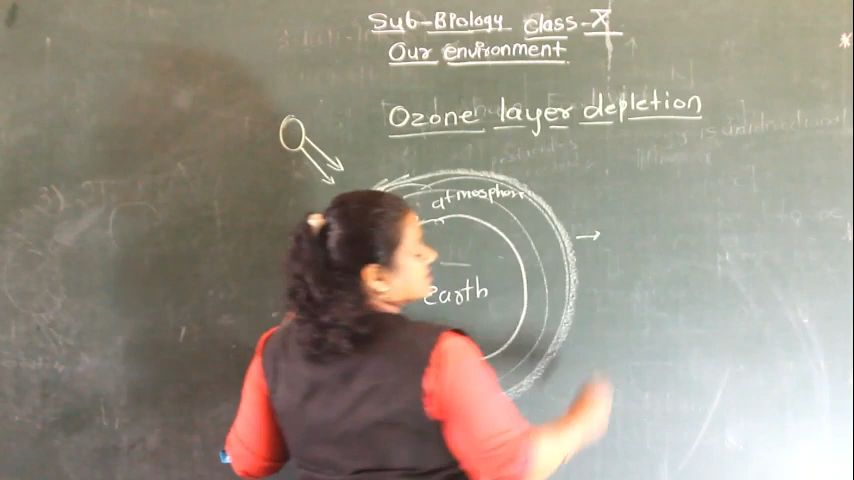 Sub-Biology class-X
Our environment
Ozone layer depletion
atmosphere
earth